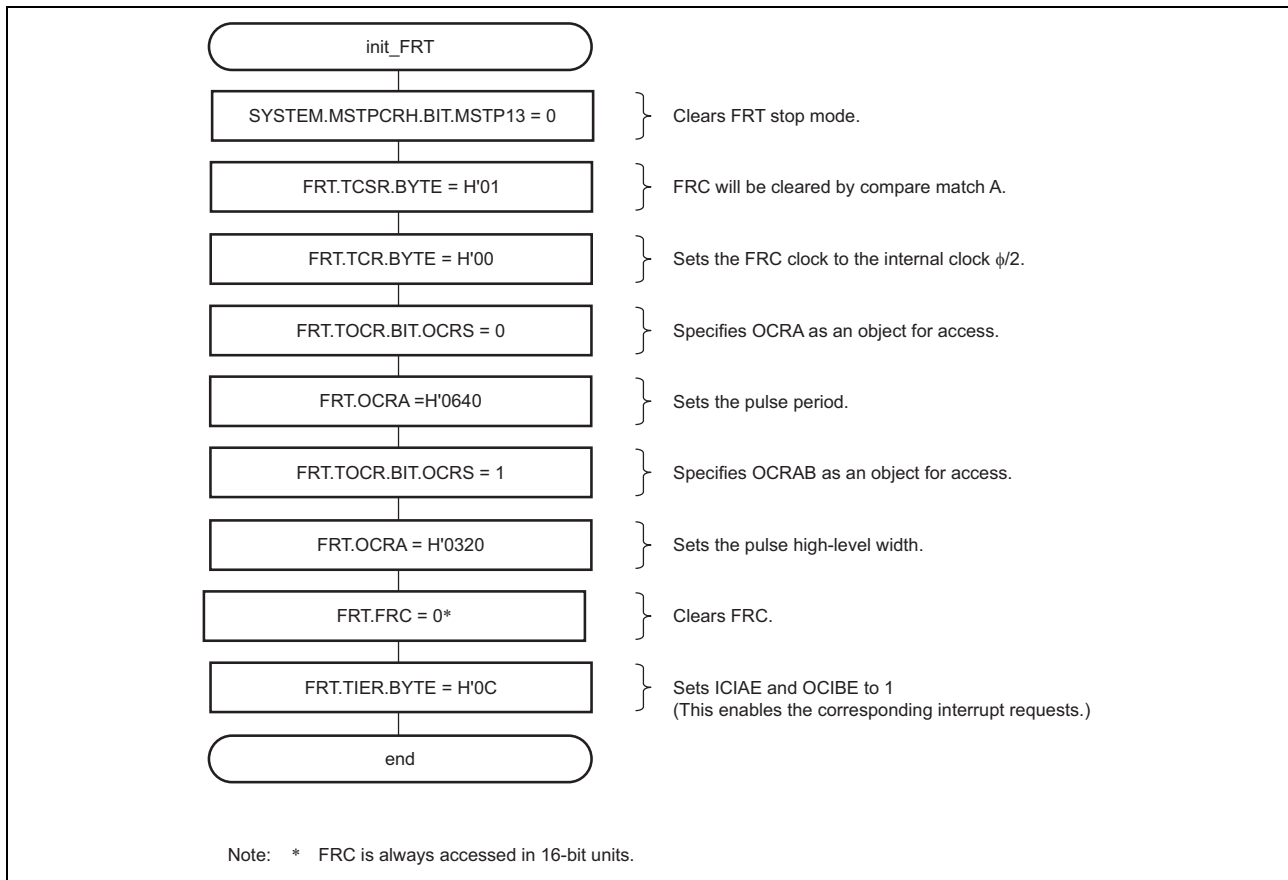 init_FRT
SYSTEM.MSTPCRH.BIT.MSTP13 = 0
Clears FRT stop mode.
FRT.TCSR.BYTE = H'01
FRC will be cleared by compare match A.
FRT.TCR.BYTE = H'00
Sets the FRC clock to the internal clock ϕ/2.
FRT.TOCR.BIT.OCRS = 0
Specifies OCRA as an object for access.
FRT.OCRA =H'0640
Sets the pulse period.
FRT.TOCR.BIT.OCRS = 1
Specifies OCRAB as an object for access.
FRT.OCRA = H'0320
Sets the pulse high-level width.
FRT.FRC = 0*
Clears FRC.
FRT.TIER.BYTE = H'0C
Sets ICIAE and OCIBE to 1
(This enables the corresponding interrupt requests.)
end
Note: * FRC is always accessed in 16-bit units.